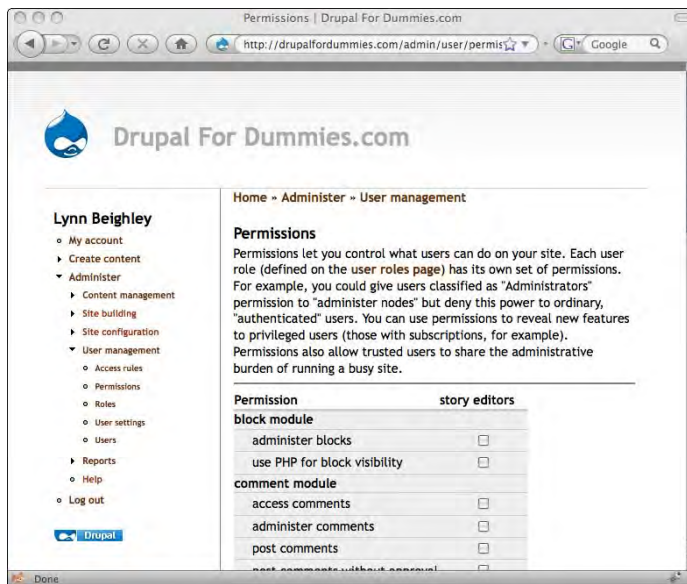 Permissions | Drupal For Dummies.com
http://drupalfordummies.com/admin/user/permis
Google
Drupal For Dummies.com
Lynn Beighley
My account
Create content
Administer
Content management
Site building
Site configuration
User management
Access rules
Permissions
Roles
User settings
Users
Reports
Help
Log out
Drupal
Home » Administer » User management
Permissions
Permissions let you control what users can do on your site. Each user
role (defined on the user roles page) has its own set of permissions.
For example, you could give users classified as "Administrators"
permission to "administer nodes" but deny this power to ordinary,
"authenticated" users. You can use permissions to reveal new features
to privileged users (those with subscriptions, for example).
Permissions also allow trusted users to share the administrative
burden of running a busy site.
Permission story editors
block module
administer blocks
use PHP for block visibility
comment module
access comments
administer comments
post comments
post comments without approval
Done